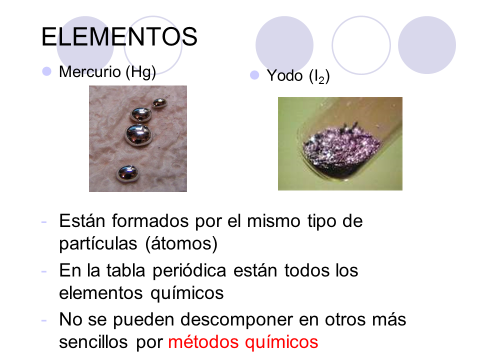 ELEMENTOS
Mercurio (Hg)
Yodo (I₂)
- Están formados por el mismo tipo de
partículas (átomos)
- En la tabla periódica están todos los
elementos químicos
- No se pueden descomponer en otros más
sencillos por métodos químicos